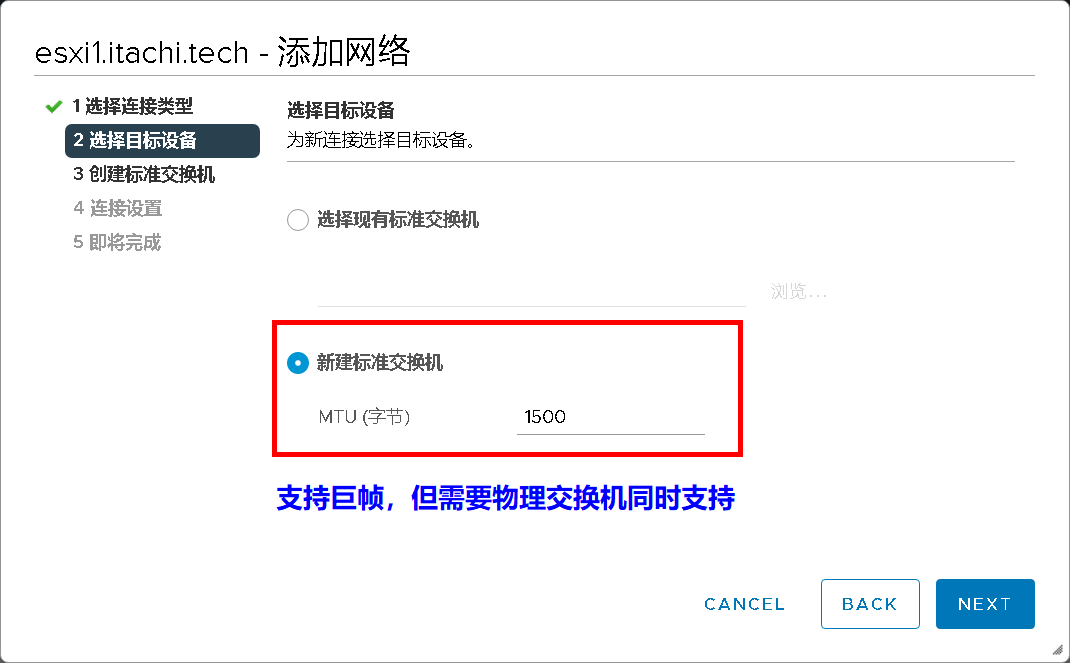 esxi1.itachi.tech - 添加网络
1 选择连接类型
2 选择目标设备
3 创建标准交换机
4 连接设置
5 即将完成
选择目标设备
为新连接选择目标设备。
选择现有标准交换机
浏览...
新建标准交换机
MTU (字节)
1500
支持巨帧，但需要物理交换机同时支持
CANCEL
BACK
NEXT